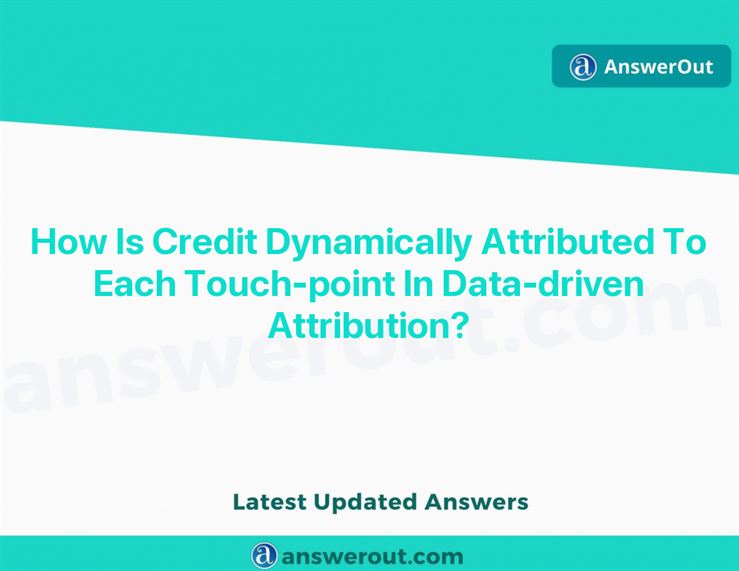 AnswerOut
How Is Credit Dynamically Attributed To
Each Touch-point In Data-driven
Attribution?
answerout.com
Latest Updated Answers
answerout.com